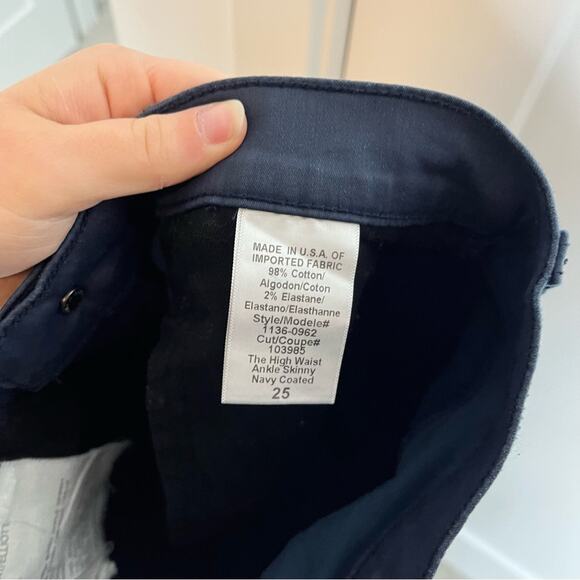 MADE IN U.S.A. OF
IMPORTED FABRIC
98% Cotton/
Algodon/Coton
2% Elastane/
Elastano/Elasthanne
Style/Modele#
1136-0962
Cut/Coupe#
103985
The High Waist
Ankle Skinny
Navy Coated
25